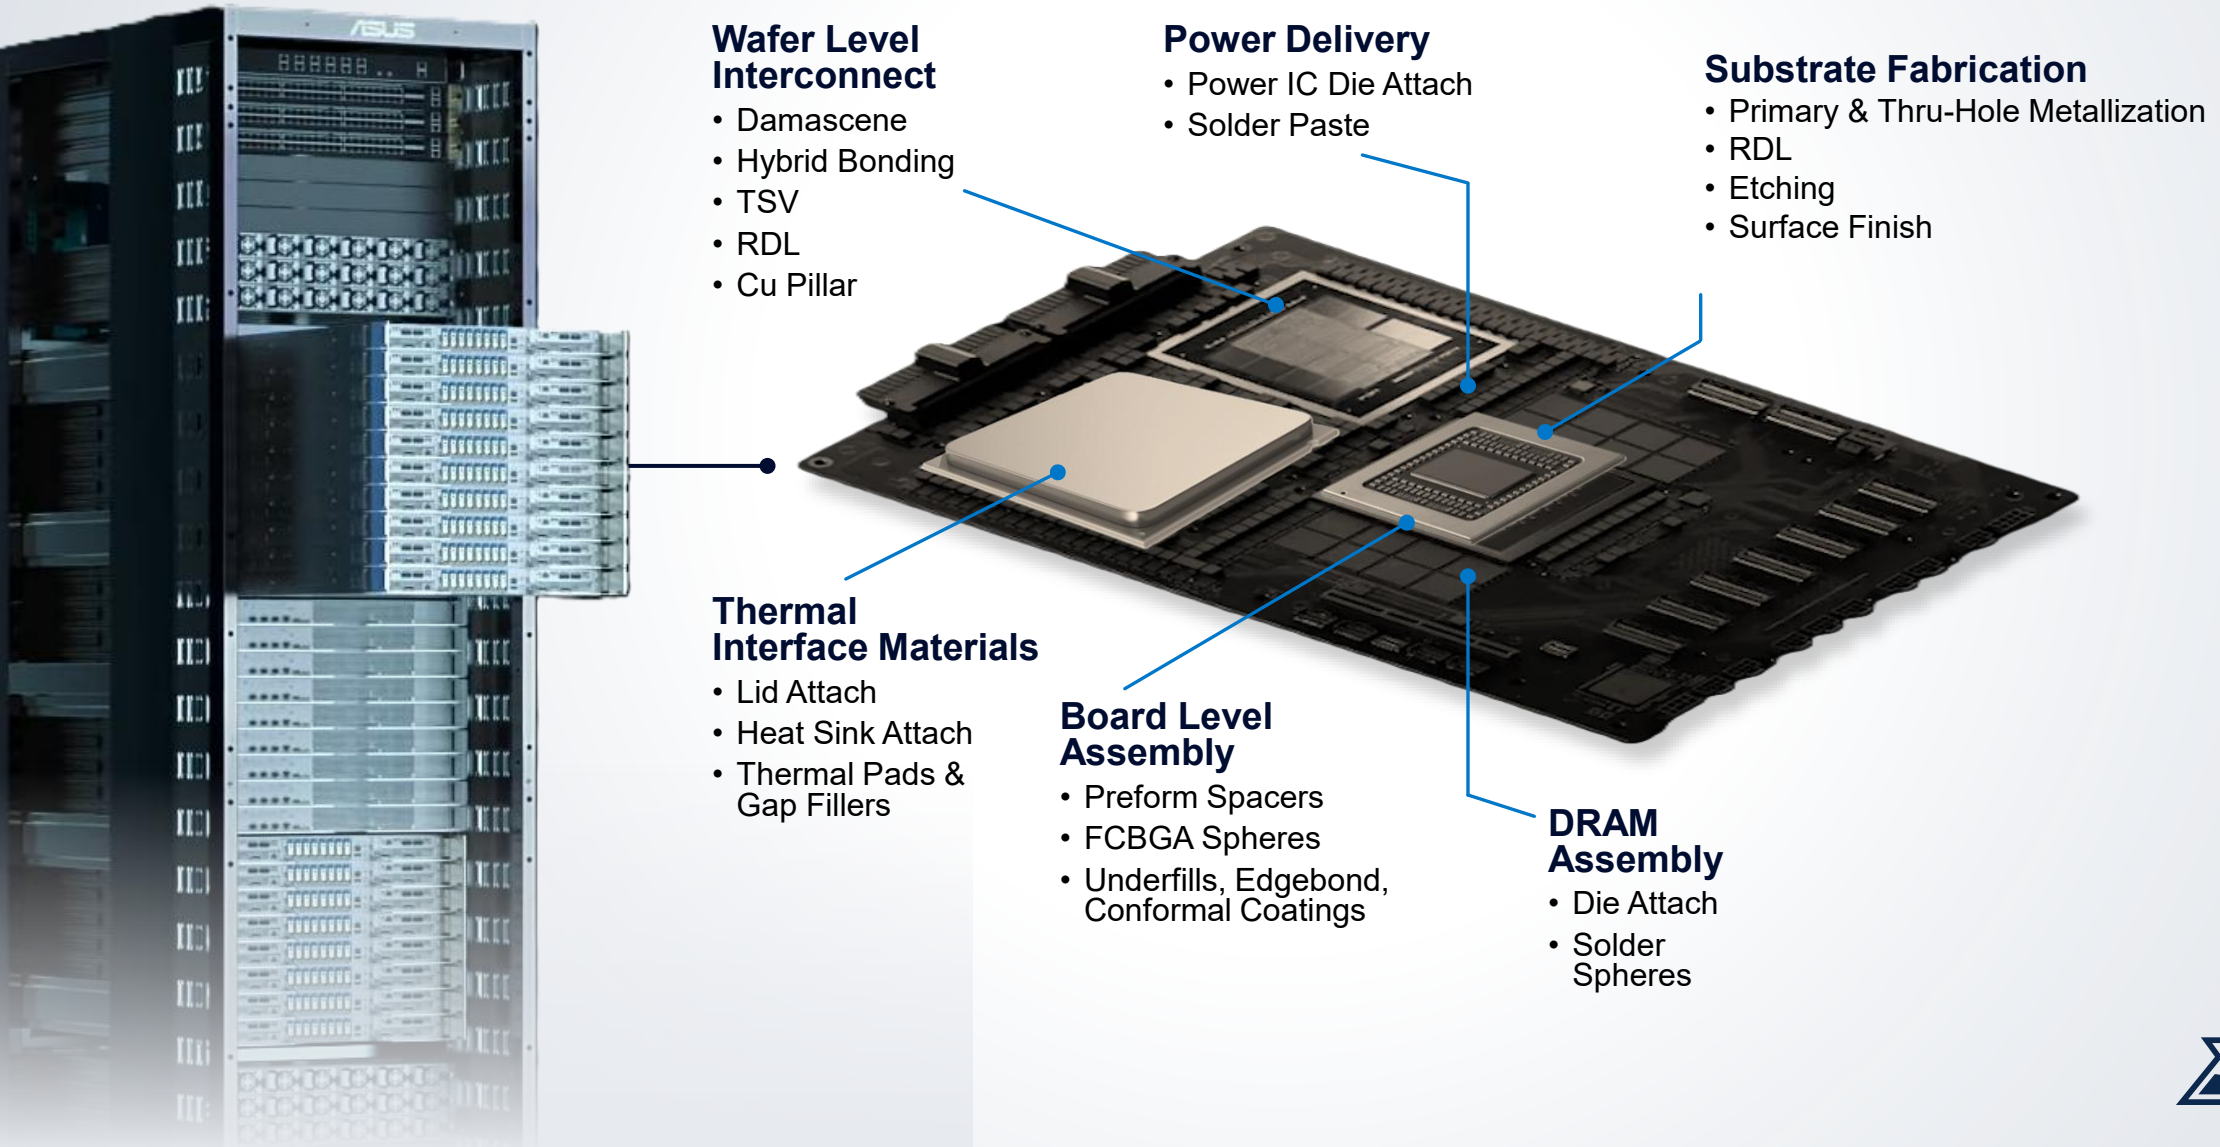 ASUS
Wafer Level
Interconnect
• Damascene
• Hybrid Bonding
• TSV
• RDL
• Cu Pillar
Power Delivery
• Power IC Die Attach
• Solder Paste
Substrate Fabrication
• Primary & Thru-Hole Metallization
• RDL
• Etching
• Surface Finish
Thermal
Interface Materials
• Lid Attach
• Heat Sink Attach
• Thermal Pads &
Gap Fillers
Board Level
Assembly
• Preform Spacers
• FCBGA Spheres
• Underfills, Edgebond,
Conformal Coatings
DRAM
Assembly
• Die Attach
• Solder
Spheres